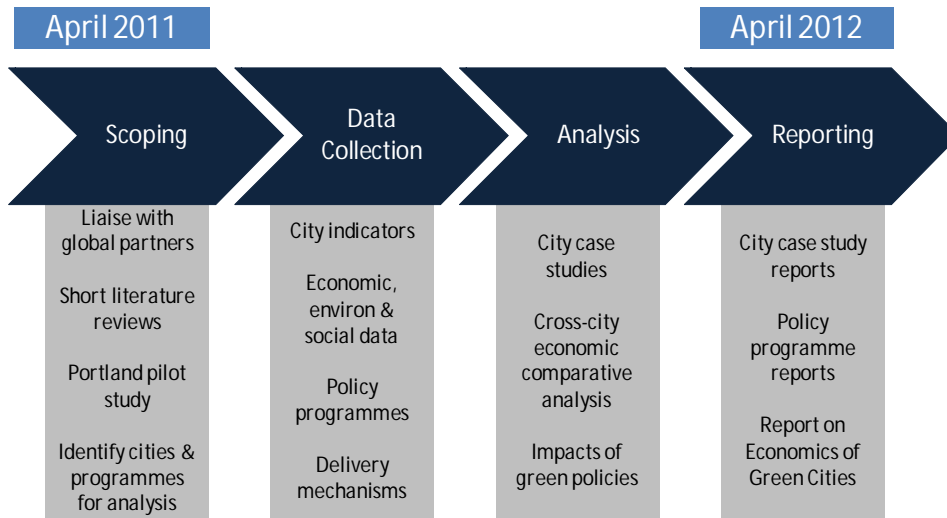 April 2011
April 2012
Scoping
Data
Collection
Analysis
Reporting
Liaise with
global partners
Short literature
reviews
Portland pilot
study
Identify cities &
programmes
for analysis
City indicators
Economic,
environ &
social data
Policy
programmes
Delivery
mechanisms
City case
studies
Cross-city
economic
comparative
analysis
Impacts of
green policies
City case study
reports
Policy
programme
reports
Report on
Economics of
Green Cities